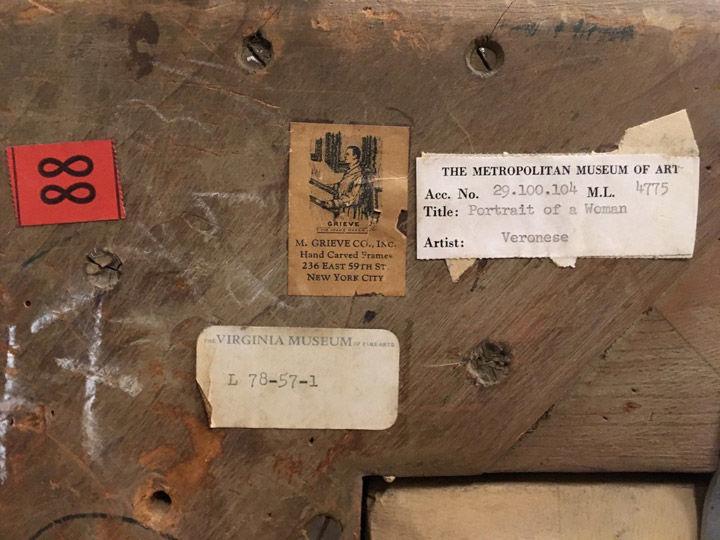 88
GRIEVE
M. GRIEVE CO., INC.
Hand Carved Frames
236 EAST 59TH ST.
NEW YORK CITY
THE METROPOLITAN MUSEUM OF ART
Acc. No. 29.100.104 M.L. 4775
Title: Portrait of a Woman
Artist: Veronese
THE VIRGINIA MUSEUM OF FINE ARTS
L 78-57-1